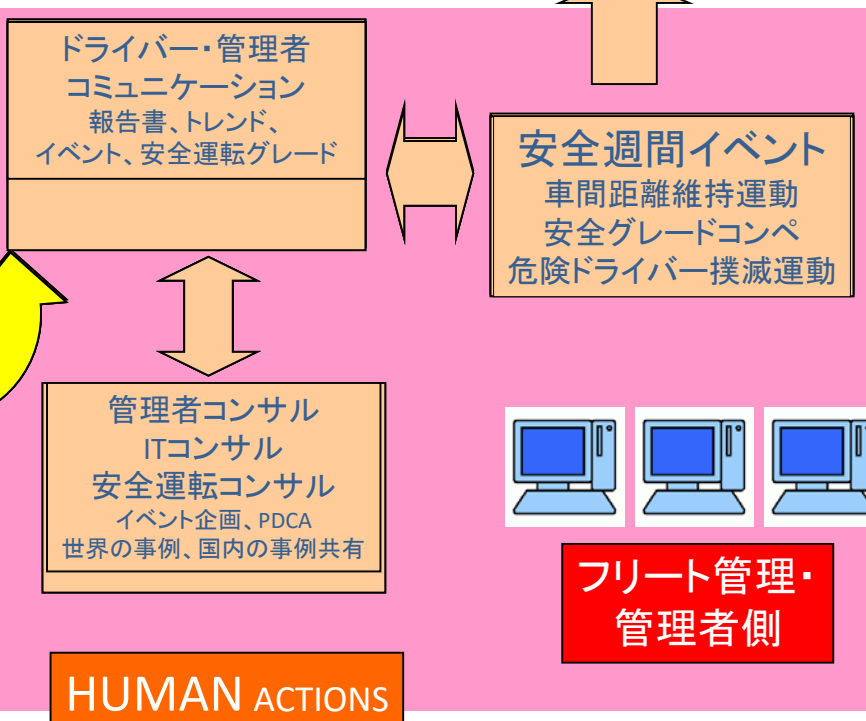 ドライバー・管理者
コミュニケーション
報告書、トレンド、
イベント、安全運転グレード
安全週間イベント
車間距離維持運動
安全グレードコンペ
危険ドライバー撲滅運動
管理者コンサル
ITコンサル
安全運転コンサル
イベント企画、PDCA
世界の事例、国内の事例共有
フリート管理・
管理者側
HUMAN ACTIONS